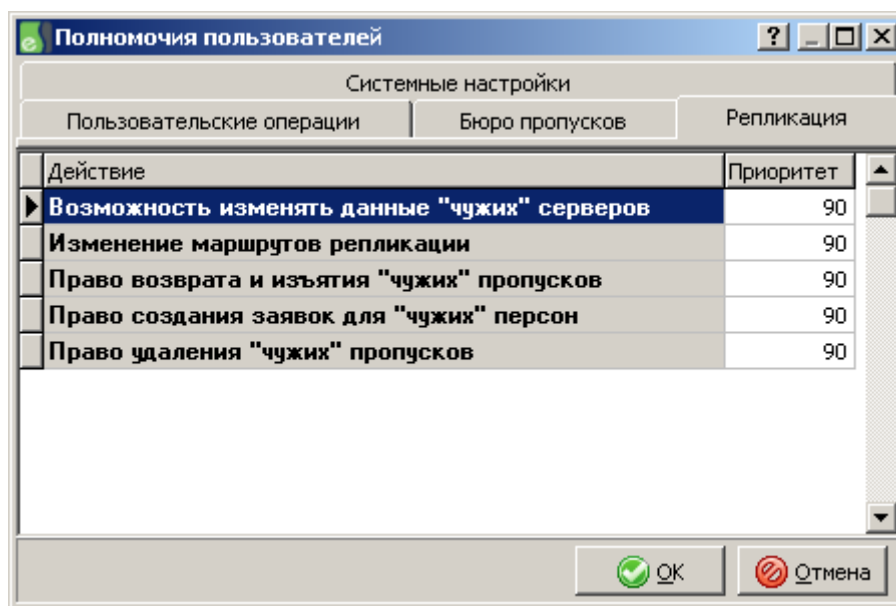 Полномочия пользователей
Системные настройки
Пользовательские операции Бюро пропусков Репликация
Действие Приоритет
Возможность изменять данные "чужих" серверов 90
Изменение маршрутов репликации 90
Право возврата и изъятия "чужих" пропусков 90
Право создания заявок для "чужих" персон 90
Право удаления "чужих" пропусков 90
OK Отмена